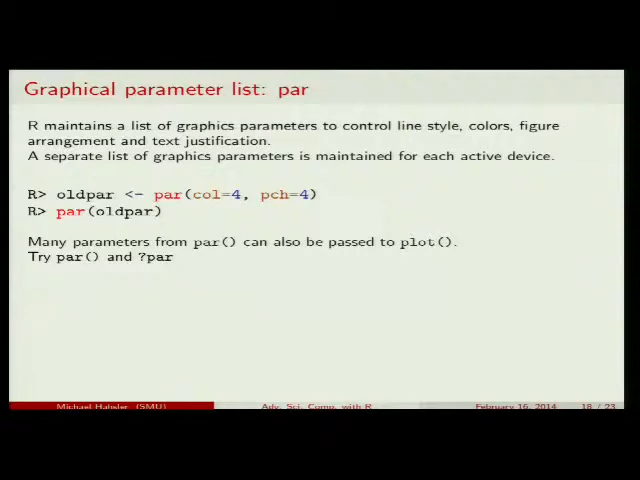 Graphical parameter list: par
R maintains a list of graphics parameters to control line style, colors, figure
arrangement and text justification.
A separate list of graphics parameters is maintained for each active device.
R> oldpar <- par(col=4, pch=4)
R> par(oldpar)
Many parameters from par() can also be passed to plot().
Try par() and ?par
Michael Hahsler (SMU) Adv. Sci. Comp. with R February 16, 2014 18 / 23